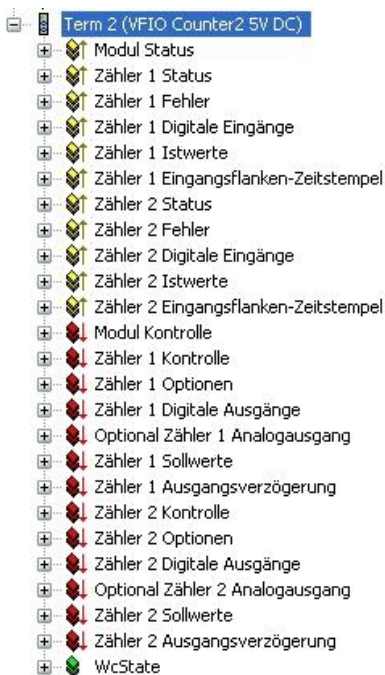 Term 2 (VFIO Counter2 5V DC)
Modul Status
Zähler 1 Status
Zähler 1 Fehler
Zähler 1 Digitale Eingänge
Zähler 1 Istwerte
Zähler 1 Eingangsflanken-Zeitstempel
Zähler 2 Status
Zähler 2 Fehler
Zähler 2 Digitale Eingänge
Zähler 2 Istwerte
Zähler 2 Eingangsflanken-Zeitstempel
Modul Kontrolle
Zähler 1 Kontrolle
Zähler 1 Optionen
Zähler 1 Digitale Ausgänge
Optional Zähler 1 Analogausgang
Zähler 1 Sollwerte
Zähler 1 Ausgangsverzögerung
Zähler 2 Kontrolle
Zähler 2 Optionen
Zähler 2 Digitale Ausgänge
Optional Zähler 2 Analogausgang
Zähler 2 Sollwerte
Zähler 2 Ausgangsverzögerung
WcState